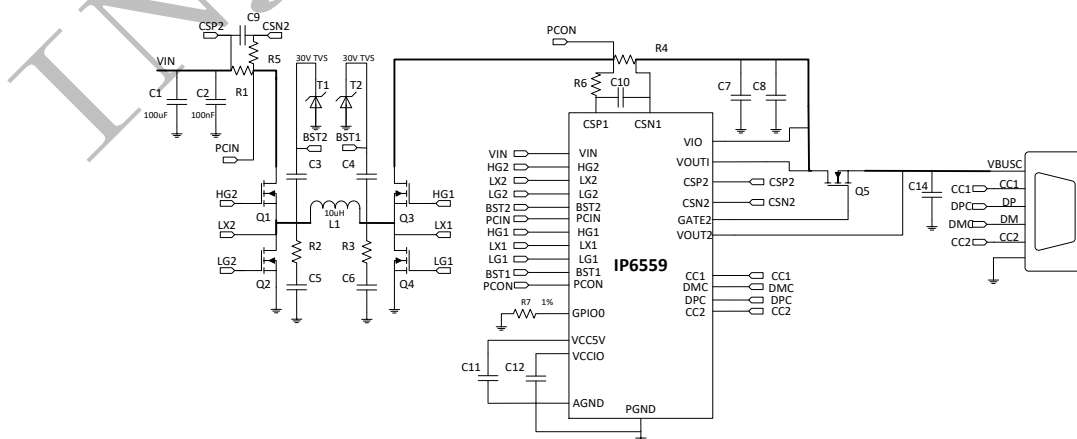 C9
CSP2
CSN2
R5
VIN
R1
C1
100uF
C2
100nF
PCIN
30V TVS
30V TVS
T1
T2
BST2
BST1
C3
C4
HG2
Q1
LX2
LG2
Q2
10uH
L1
R2
R3
C5
C6
HG1
Q3
LX1
LG1
Q4
PCON
R4
R6
C10
C7
C8
CSP1
CSN1
VIN
HG2
LX2
LG2
BST2
PCIN
HG1
LX1
LG1
BST1
PCON
VIN
HG2
LX2
LG2
BST2
PCIN
HG1
LX1
LG1
BST1
PCON
R7 1%
GPIO0
VCC5V
VCCIO
C11
C12
AGND
PGND
IP6559
VIO
VOUTI
CSP2
CSP2
CSN2
CSN2
GATE2
VOUT2
CC1
CC1
DMC
DMC
DPC
DPC
CC2
CC2
Q5
C14
VBUSC
CC1
CC1
DPC
DP
DMC
DM
CC2
CC2